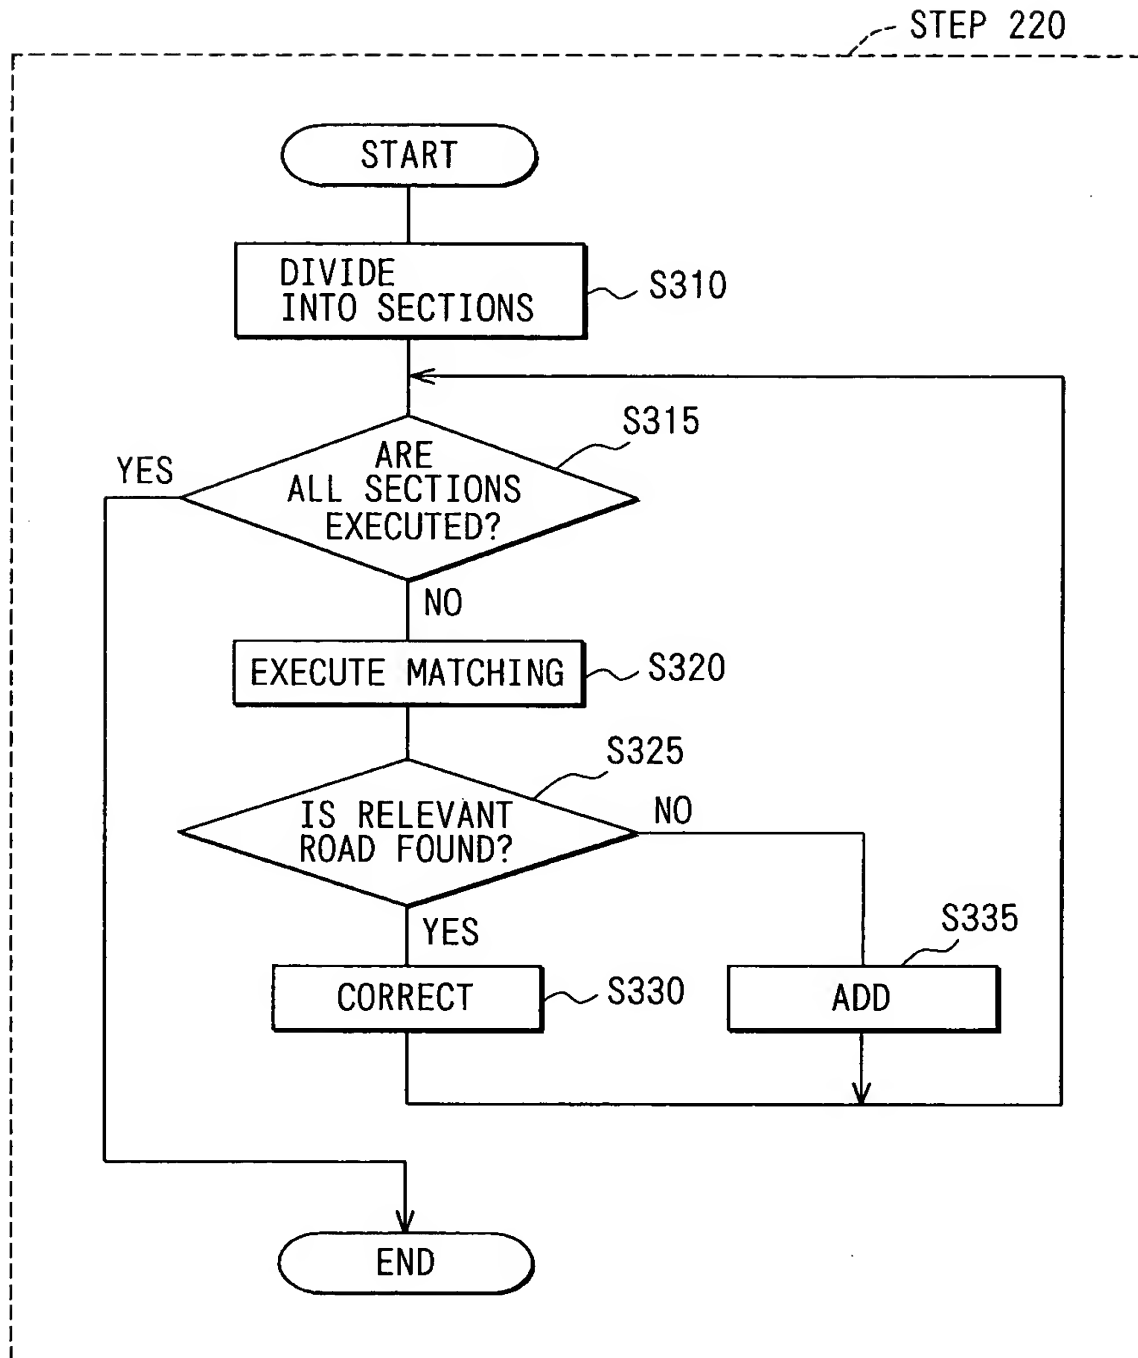 STEP 220
START
DIVIDE
INTO SECTIONS
S310
S315
YES
ARE
ALL SECTIONS
EXECUTED?
NO
EXECUTE MATCHING
S320
S325
IS RELEVANT
ROAD FOUND?
NO
YES
S335
CORRECT
S330
ADD
END